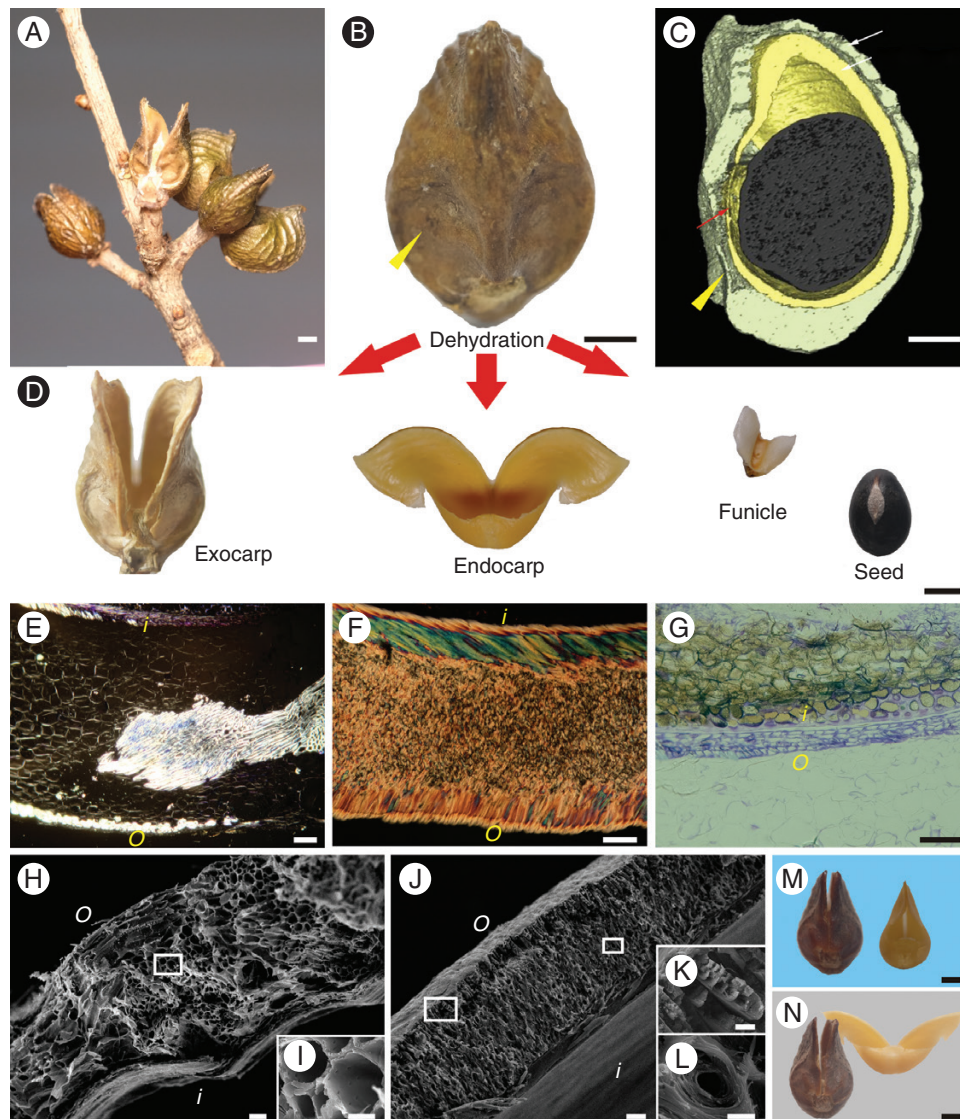 A
B
C
Dehydration
D
Exocarp
Endocarp
Funicle
Seed
E
i
O
F
i
O
G
i
O
H
O
i
I
J
O
i
K
L
M
N